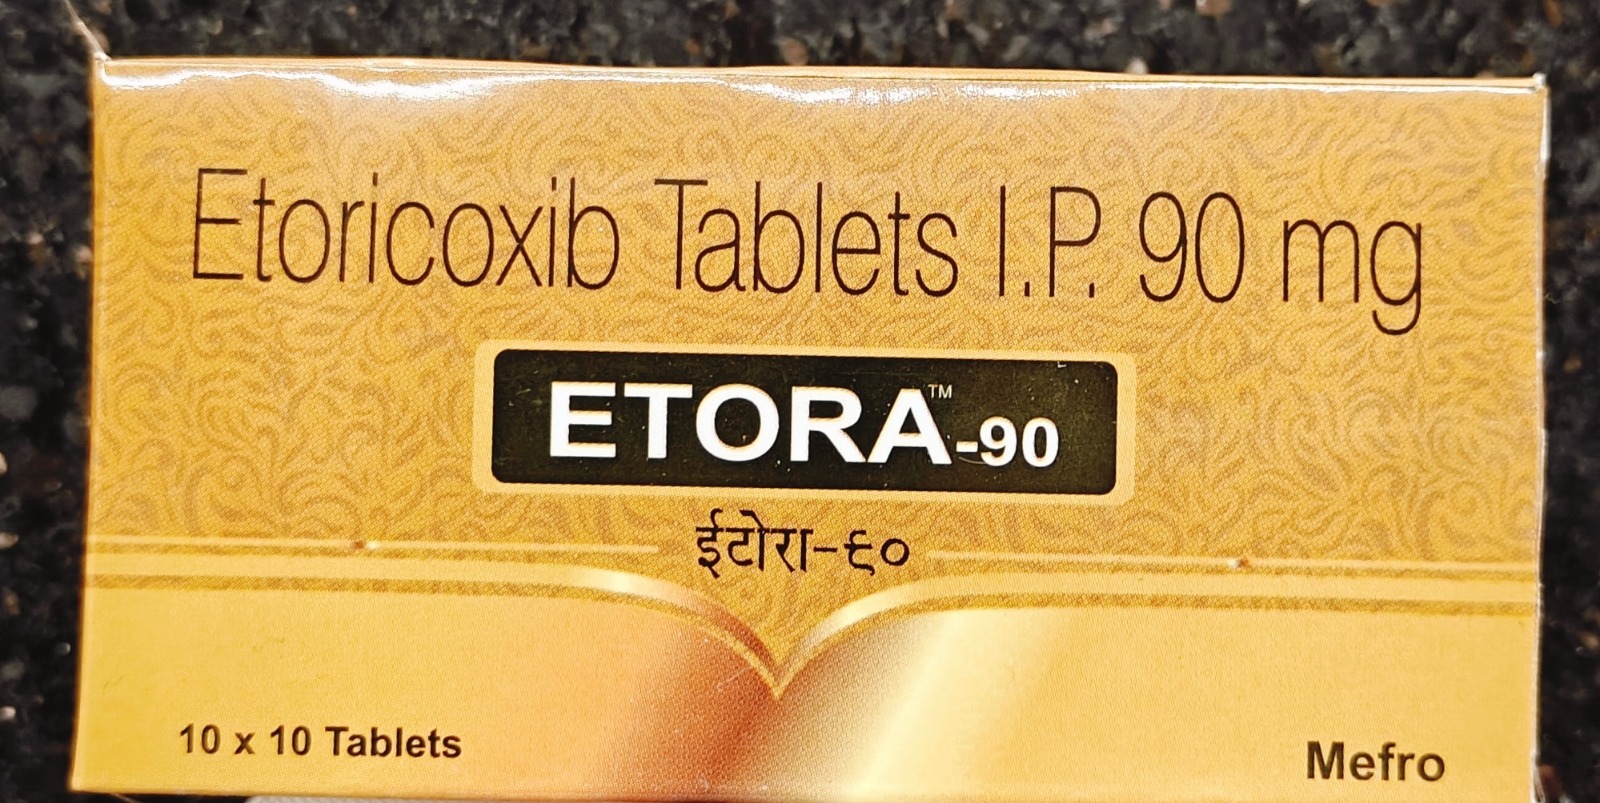 Etoricoxib Tablets I.P. 90 mg
ETORA™-90
ईटोरा-९०
10 x 10 Tablets
Mefro